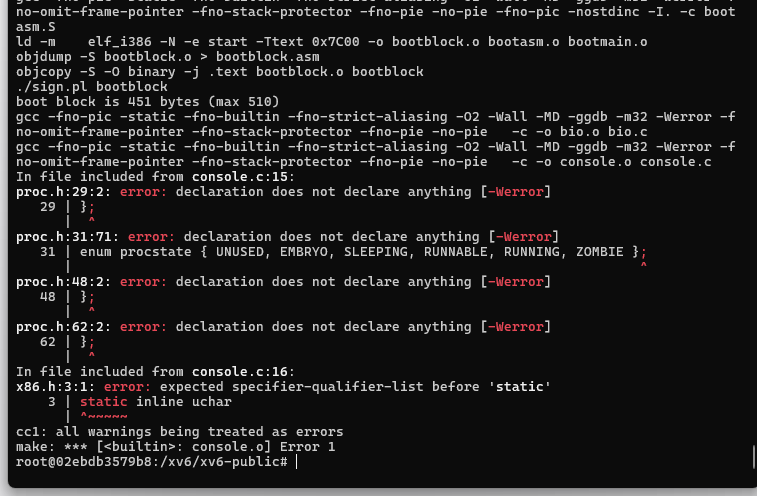 no-omit-frame-pointer -fno-stack-protector -fno-pie -no-pie -fno-pic -nostdinc -I. -c boot
asm.S
ld -m    elf_i386 -N -e start -Ttext 0x7C00 -o bootblock.o bootasm.o bootmain.o
objdump -S bootblock.o > bootblock.asm
objcopy -S -O binary -j .text bootblock.o bootblock
./sign.pl bootblock
boot block is 451 bytes (max 510)
gcc -fno-pic -static -fno-builtin -fno-strict-aliasing -O2 -Wall -MD -ggdb -m32 -Werror -f
no-omit-frame-pointer -fno-stack-protector -fno-pie -no-pie   -c -o bio.o bio.c
gcc -fno-pic -static -fno-builtin -fno-strict-aliasing -O2 -Wall -MD -ggdb -m32 -Werror -f
no-omit-frame-pointer -fno-stack-protector -fno-pie -no-pie   -c -o console.o console.c
In file included from console.c:15:
proc.h:29:2: error: declaration does not declare anything [-Werror]
   29 | };
      |  ^
proc.h:31:71: error: declaration does not declare anything [-Werror]
   31 | enum procstate { UNUSED, EMBRYO, SLEEPING, RUNNABLE, RUNNING, ZOMBIE };
      |                                                                       ^
proc.h:48:2: error: declaration does not declare anything [-Werror]
   48 | };
      |  ^
proc.h:62:2: error: declaration does not declare anything [-Werror]
   62 | };
      |  ^
In file included from console.c:16:
x86.h:3:1: error: expected specifier-qualifier-list before 'static'
    3 | static inline uchar
      | ^~~~~~
cc1: all warnings being treated as errors
make: *** [<builtin>: console.o] Error 1
root@02ebdb3579b8:/xv6/xv6-public#